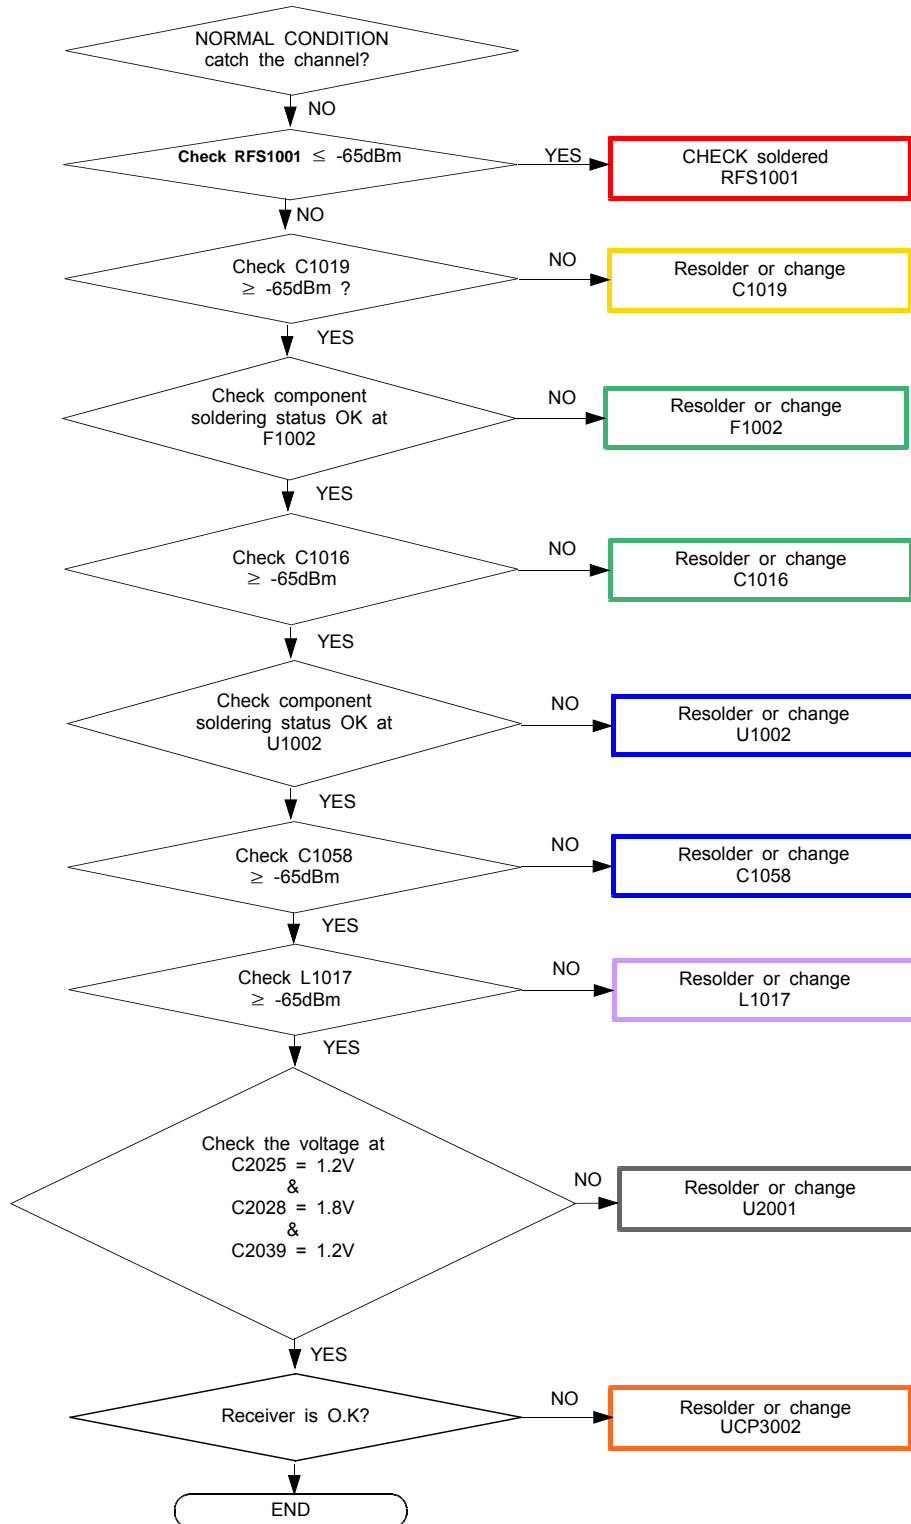 NORMAL CONDITION
catch the channel?
NO
Check RFS1001 ≤ -65dBm
YES
CHECK soldered
RFS1001
NO
Check C1019
≥ -65dBm ?
NO
Resolder or change
C1019
YES
Check component
soldering status OK at
F1002
NO
Resolder or change
F1002
YES
Check C1016
≥ -65dBm
NO
Resolder or change
C1016
YES
Check component
soldering status OK at
U1002
NO
Resolder or change
U1002
YES
Check C1058
≥ -65dBm
NO
Resolder or change
C1058
YES
Check L1017
≥ -65dBm
NO
Resolder or change
L1017
YES
Check the voltage at
C2025 = 1.2V
&
C2028 = 1.8V
&
C2039 = 1.2V
NO
Resolder or change
U2001
YES
Receiver is O.K?
NO
Resolder or change
UCP3002
END